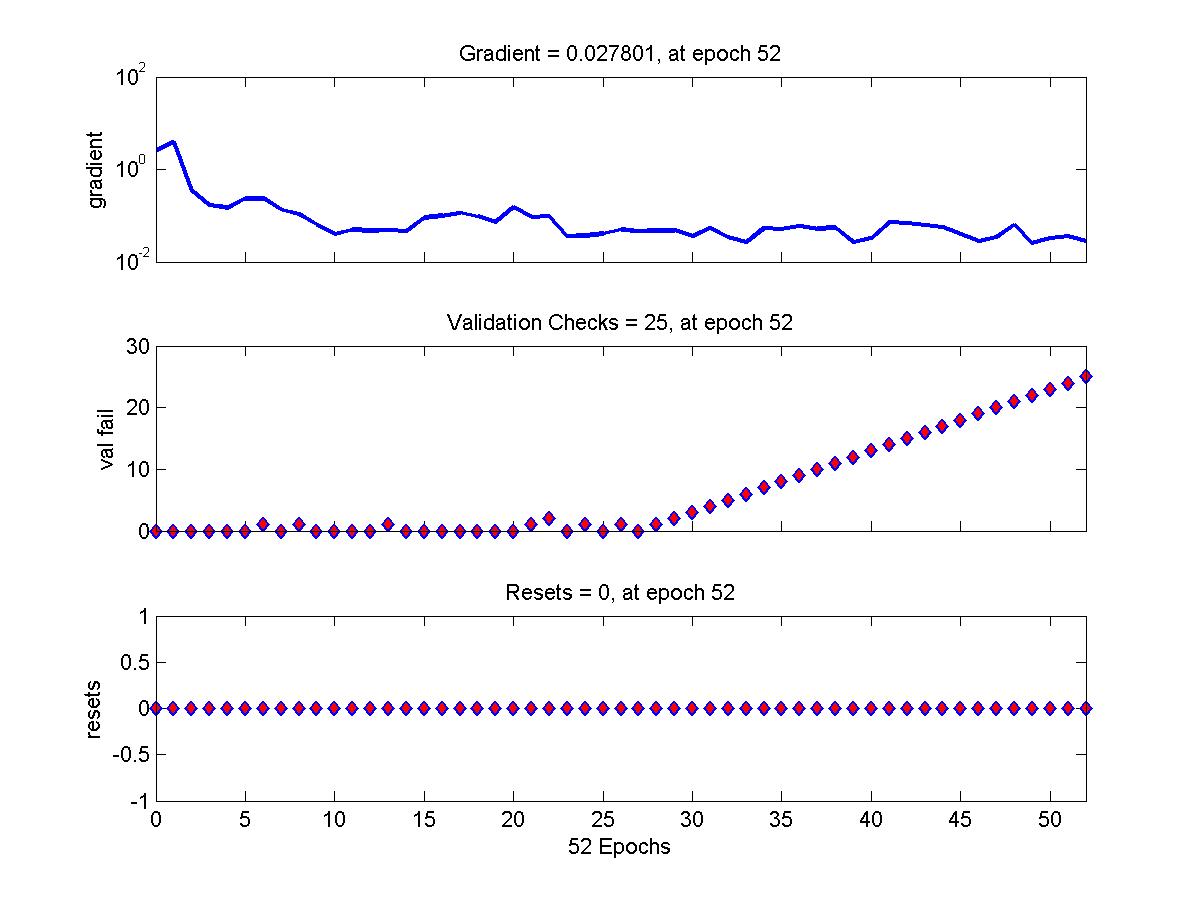 Gradient = 0.027801, at epoch 52
10^2
10^0
10^-2
gradient
Validation Checks = 25, at epoch 52
30
20
10
0
val fail
Resets = 0, at epoch 52
1
0.5
0
-0.5
-1
resets
0 5 10 15 20 25 30 35 40 45 50
52 Epochs